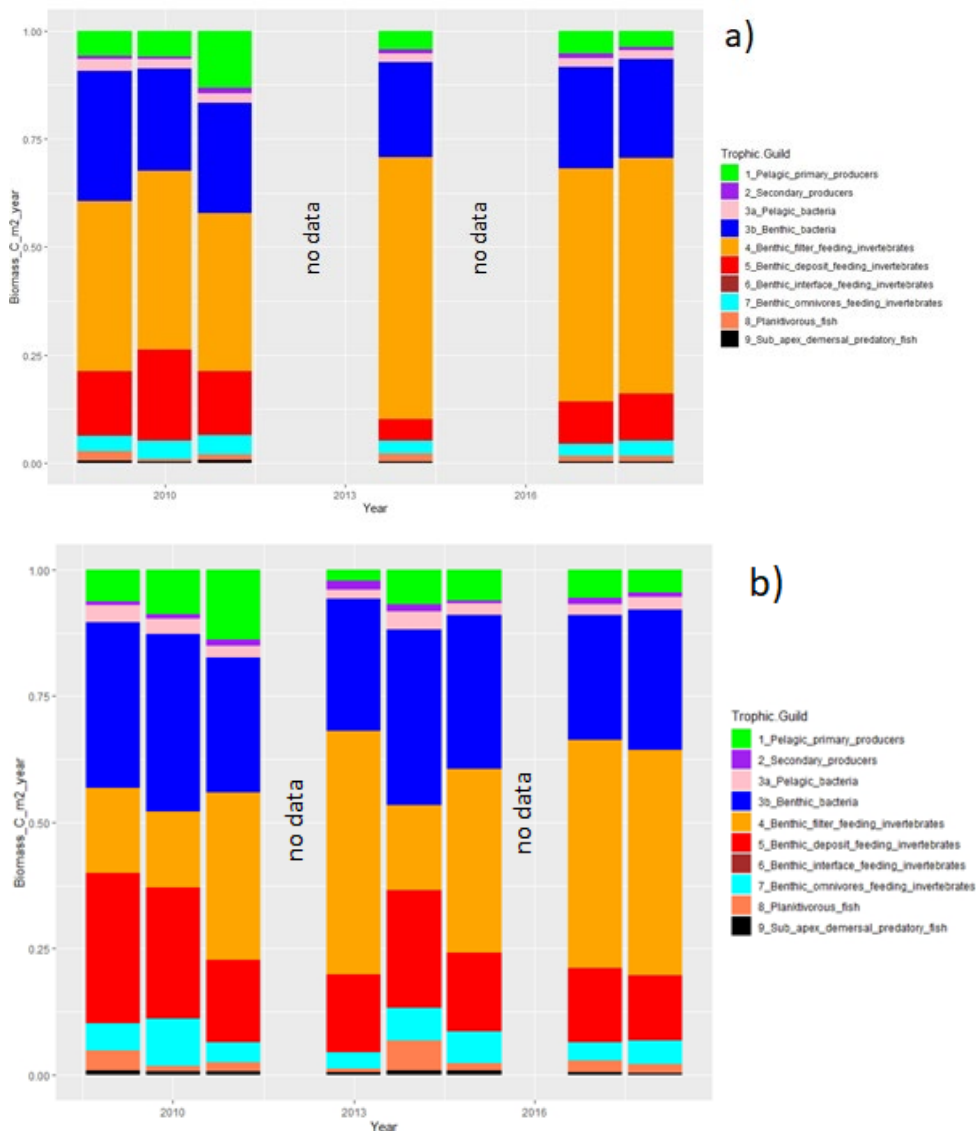 a)
1.00
0.75
0.50
0.25
0.00
Biomass_C_m2_year
no data
no data
2010
2013
2016
Year
Trophic.Guild
1_Pelagic_primary_producers
2_Secondary_producers
3a_Pelagic_bacteria
3b_Benthic_bacteria
4_Benthic_filter_feeding_invertebrates
5_Benthic_deposit_feeding_invertebrates
6_Benthic_interface_feeding_invertebrates
7_Benthic_omnivores_feeding_invertebrates
8_Planktivorous_fish
9_Sub_apex_demersal_predatory_fish
b)
1.00
0.75
0.50
0.25
0.00
Biomass_C_m2_year
no data
no data
2010
2013
2016
Year
Trophic.Guild
1_Pelagic_primary_producers
2_Secondary_producers
3a_Pelagic_bacteria
3b_Benthic_bacteria
4_Benthic_filter_feeding_invertebrates
5_Benthic_deposit_feeding_invertebrates
6_Benthic_interface_feeding_invertebrates
7_Benthic_omnivores_feeding_invertebrates
8_Planktivorous_fish
9_Sub_apex_demersal_predatory_fish